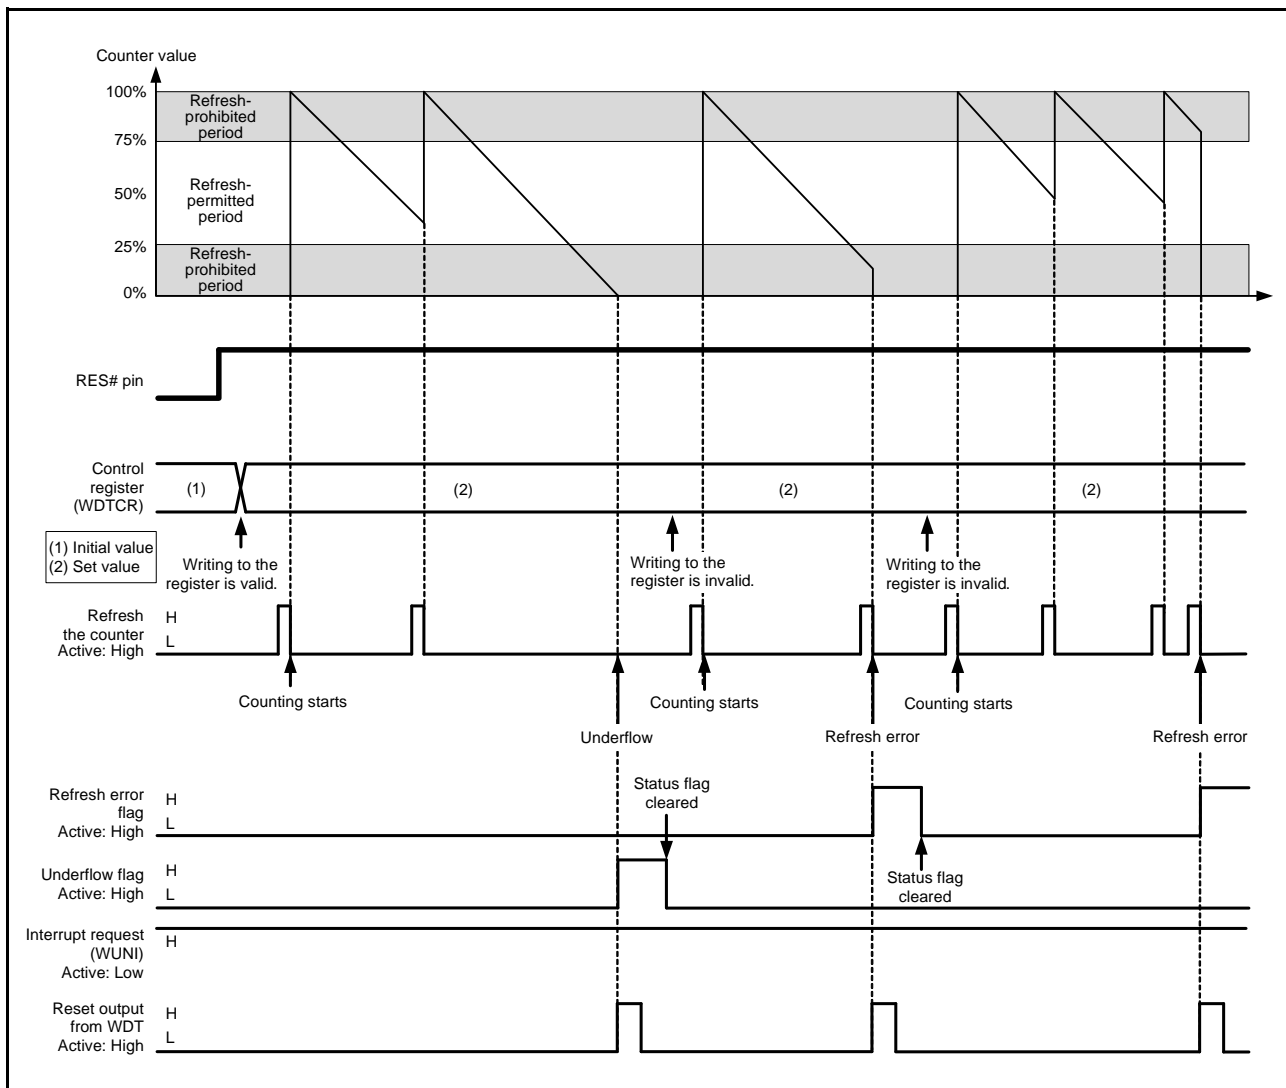 Counter value
100%
Refresh-
prohibited
period
75%
Refresh-
permitted
period
50%
25%
Refresh-
prohibited
period
0%
RES# pin
Control
register
(WDTCR)
(1)
(2)
(2)
(2)
(1) Initial value
(2) Set value
Writing to the
register is valid.
Writing to the
register is invalid.
Writing to the
register is invalid.
Refresh
the counter
Active: High
H
L
Counting starts
Counting starts
Counting starts
Underflow
Refresh error
Refresh error
Refresh error
flag
Active: High
H
L
Status flag
cleared
Status flag
cleared
Underflow flag
Active: High
H
L
Interrupt request
(WUNI)
Active: Low
H
Reset output
from WDT
Active: High
H
L